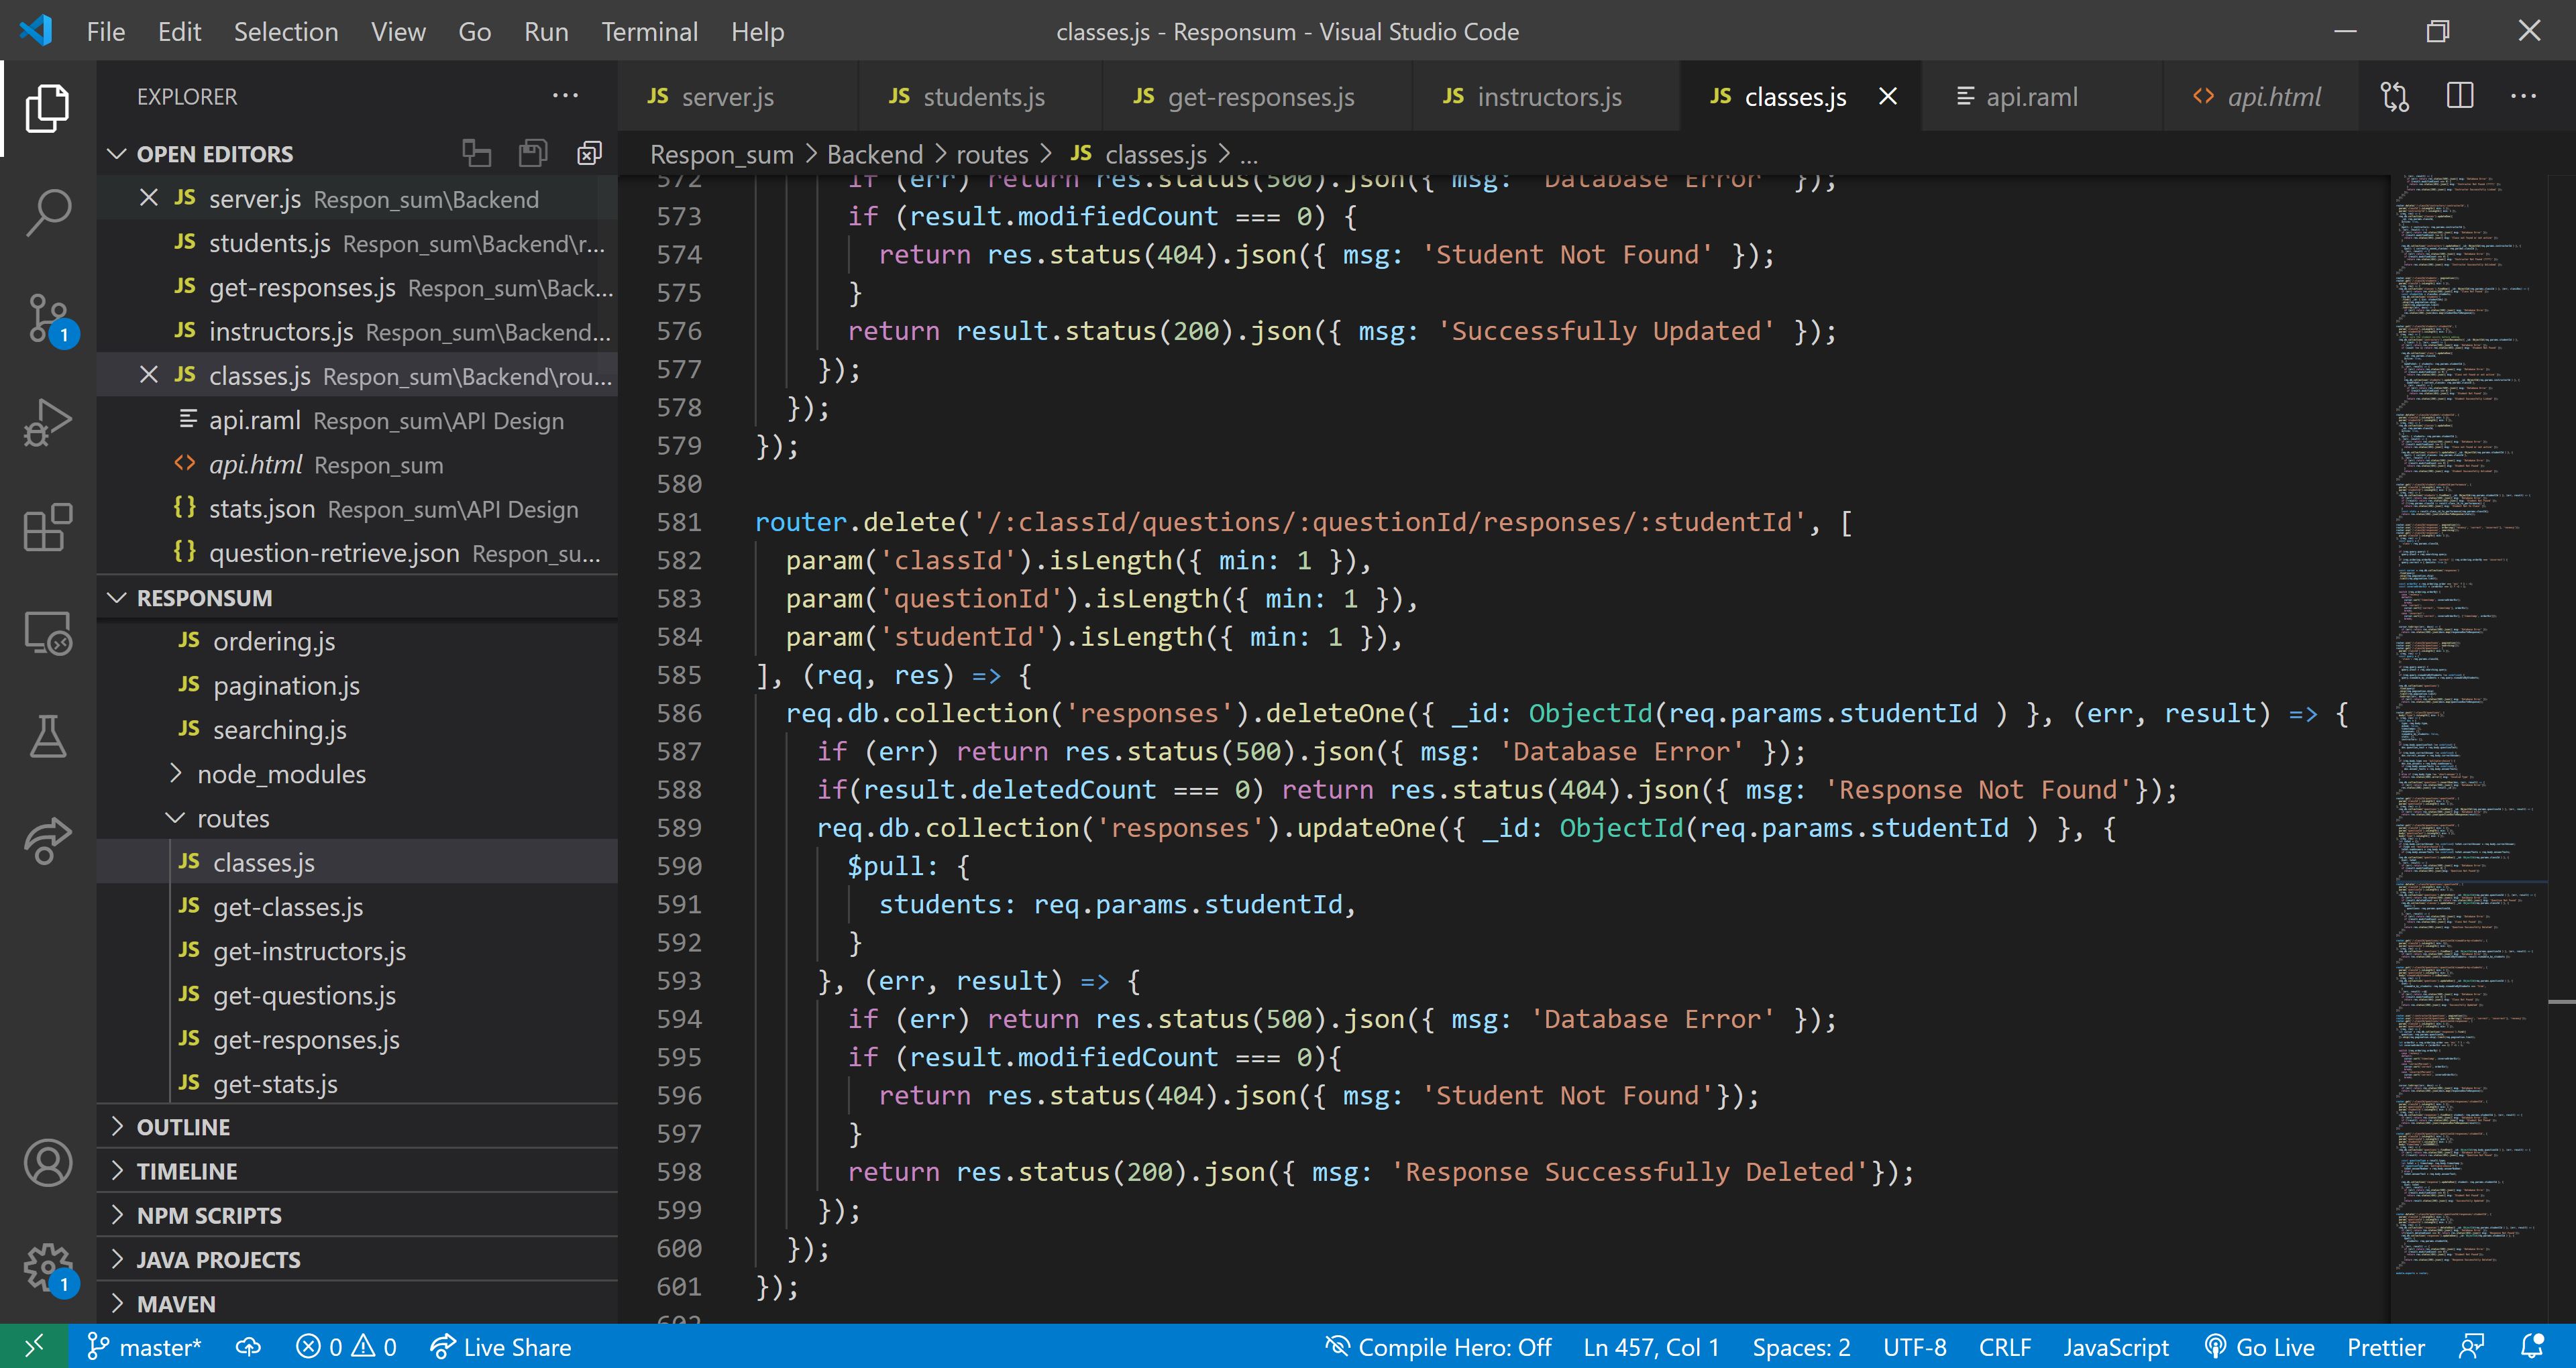 File Edit Selection View Go Run Terminal Help
classes.js - Responsum - Visual Studio Code
EXPLORER
OPEN EDITORS
JS server.js Respon_sum\Backend
JS students.js Respon_sum\Backend\r...
JS get-responses.js Respon_sum\Back...
JS instructors.js Respon_sum\Backend...
JS classes.js Respon_sum\Backend\rou...
api.raml Respon_sum\API Design
<> api.html Respon_sum
{} stats.json Respon_sum\API Design
{} question-retrieve.json Respon_su...
RESPONSUM
JS ordering.js
JS pagination.js
JS searching.js
node_modules
routes
JS classes.js
JS get-classes.js
JS get-instructors.js
JS get-questions.js
JS get-responses.js
JS get-stats.js
OUTLINE
TIMELINE
NPM SCRIPTS
JAVA PROJECTS
MAVEN
1
1
JS server.js JS students.js JS get-responses.js JS instructors.js JS classes.js api.raml <> api.html
Respon_sum > Backend > routes > JS classes.js > ...
572 if (err) return res.status(500).json({ msg: 'Database Error' });
573 if (result.modifiedCount === 0) {
574 return res.status(404).json({ msg: 'Student Not Found' });
575 }
576 return result.status(200).json({ msg: 'Successfully Updated' });
577 });
578 });
579 });
580
581 router.delete('/:classId/questions/:questionId/responses/:studentId', [
582 param('classId').isLength({ min: 1 }),
583 param('questionId').isLength({ min: 1 }),
584 param('studentId').isLength({ min: 1 }),
585 ], (req, res) => {
586 req.db.collection('responses').deleteOne({ _id: ObjectId(req.params.studentId ) }, (err, result) => {
587 if (err) return res.status(500).json({ msg: 'Database Error' });
588 if(result.deletedCount === 0) return res.status(404).json({ msg: 'Response Not Found'});
589 req.db.collection('responses').updateOne({ _id: ObjectId(req.params.studentId ) }, {
590 $pull: {
591 students: req.params.studentId,
592 }
593 }, (err, result) => {
594 if (err) return res.status(500).json({ msg: 'Database Error' });
595 if (result.modifiedCount === 0){
596 return res.status(404).json({ msg: 'Student Not Found'});
597 }
598 return res.status(200).json({ msg: 'Response Successfully Deleted'});
599 });
600 });
601 });
602
master* 0 0 Live Share Compile Hero: Off Ln 457, Col 1 Spaces: 2 UTF-8 CRLF JavaScript Go Live Prettier